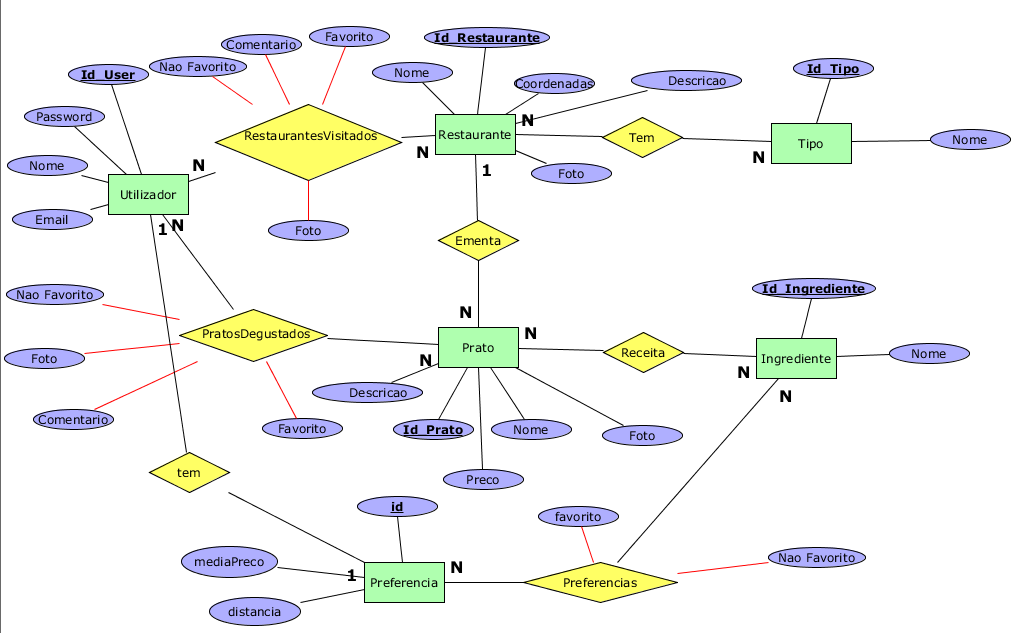 Favorito
Id_Restaurante
Comentario
Nao Favorito
Id_User
Nome
Coordenadas
Descricao
Id_Tipo
Password
RestaurantesVisitados
N
Restaurante
N
Tem
N
Tipo
Nome
Nome
N
Utilizador
1
Foto
Email
1
N
Foto
Ementa
Nao Favorito
N
Id_Ingrediente
PratosDegustados
N
Prato
N
Receita
N
Ingrediente
Nome
Foto
Descricao
N
Comentario
Favorito
Id_Prato
Nome
Foto
tem
Preco
id
favorito
mediaPreco
1
Preferencia
N
Preferencias
Nao Favorito
distancia